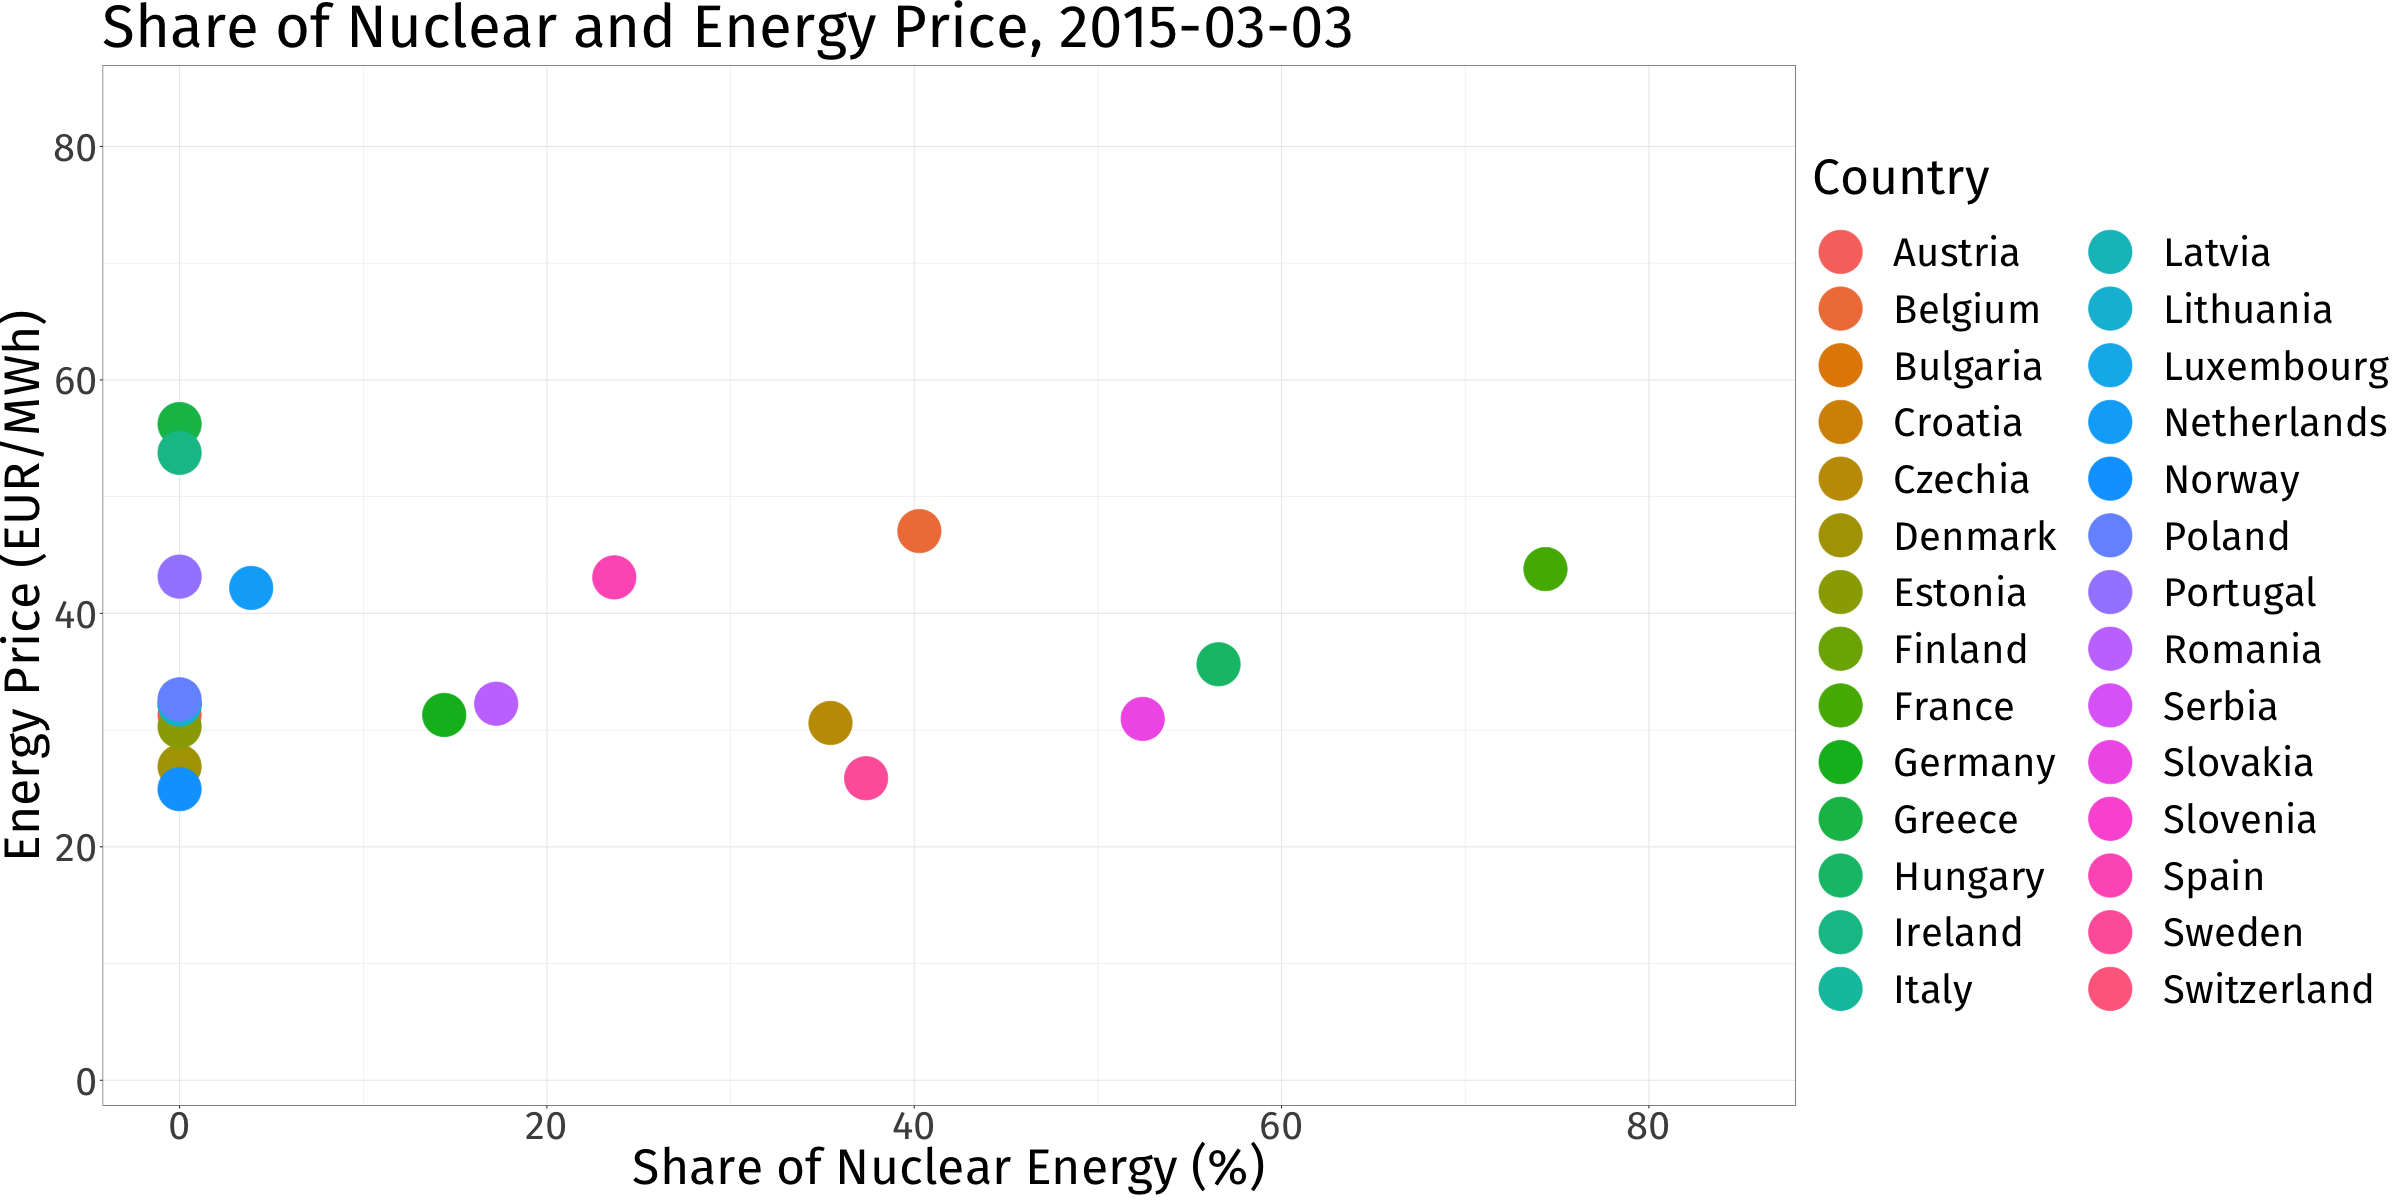 Share of Nuclear and Energy Price, 2015-03-03
Energy Price (EUR/MWh)
80
60
40
20
0
0 20 40 60 80
Share of Nuclear Energy (%)
Country
Austria
Belgium
Bulgaria
Croatia
Czechia
Denmark
Estonia
Finland
France
Germany
Greece
Hungary
Ireland
Italy
Latvia
Lithuania
Luxembourg
Netherlands
Norway
Poland
Portugal
Romania
Serbia
Slovakia
Slovenia
Spain
Sweden
Switzerland